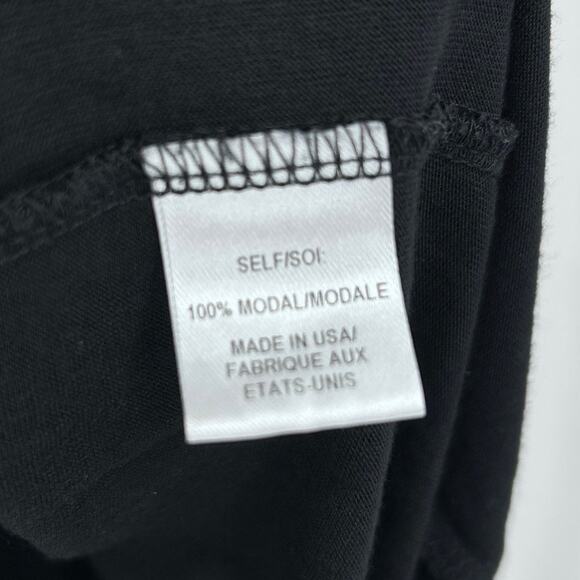 SELF/SOI:
100% MODAL/MODALE
MADE IN USA/
FABRIQUE AUX
ETATS-UNIS